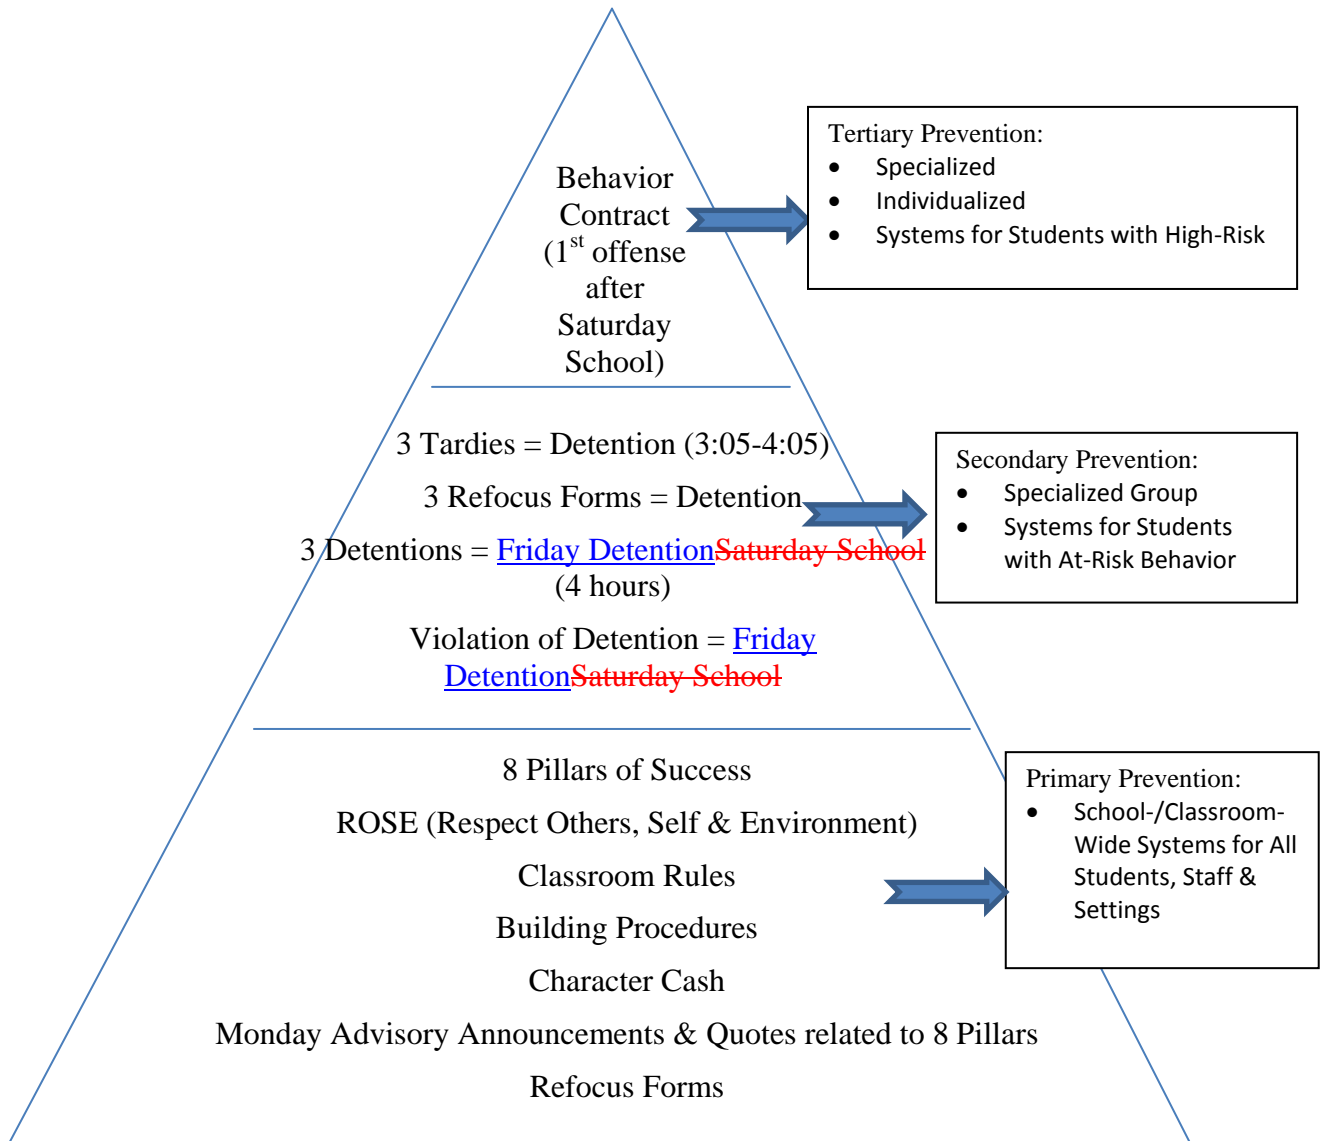 Behavior
Contract
(1st offense
after
Saturday
School)
Tertiary Prevention:
• Specialized
• Individualized
• Systems for Students with High-Risk
3 Tardies = Detention (3:05-4:05)
3 Refocus Forms = Detention
3 Detentions = Friday DetentionSaturday School
(4 hours)
Violation of Detention = Friday
DetentionSaturday School
Secondary Prevention:
• Specialized Group
• Systems for Students
with At-Risk Behavior
8 Pillars of Success
ROSE (Respect Others, Self & Environment)
Classroom Rules
Building Procedures
Character Cash
Monday Advisory Announcements & Quotes related to 8 Pillars
Refocus Forms
Primary Prevention:
• School-/Classroom-
Wide Systems for All
Students, Staff &
Settings